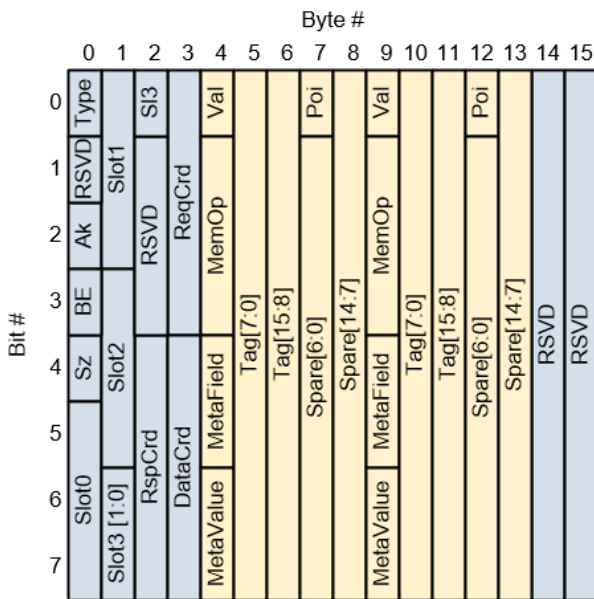 Byte #
0 1 2 3 4 5 6 7 8 9 10 11 12 13 14 15
Bit #
0
1
2
3
4
5
6
7
Type
RSVD
Ak
BE
Sz
Slot0
Slot1
Slot2
Slot3 [1:0]
Sl3
RSVD
RspCrd
ReqCrd
DataCrd
Val
MemOp
MetaField
MetaValue
Tag[7:0]
Tag[15:8]
Poi
Spare[6:0]
Spare[14:7]
Val
MemOp
MetaField
MetaValue
Tag[7:0]
Tag[15:8]
Poi
Spare[6:0]
Spare[14:7]
RSVD
RSVD